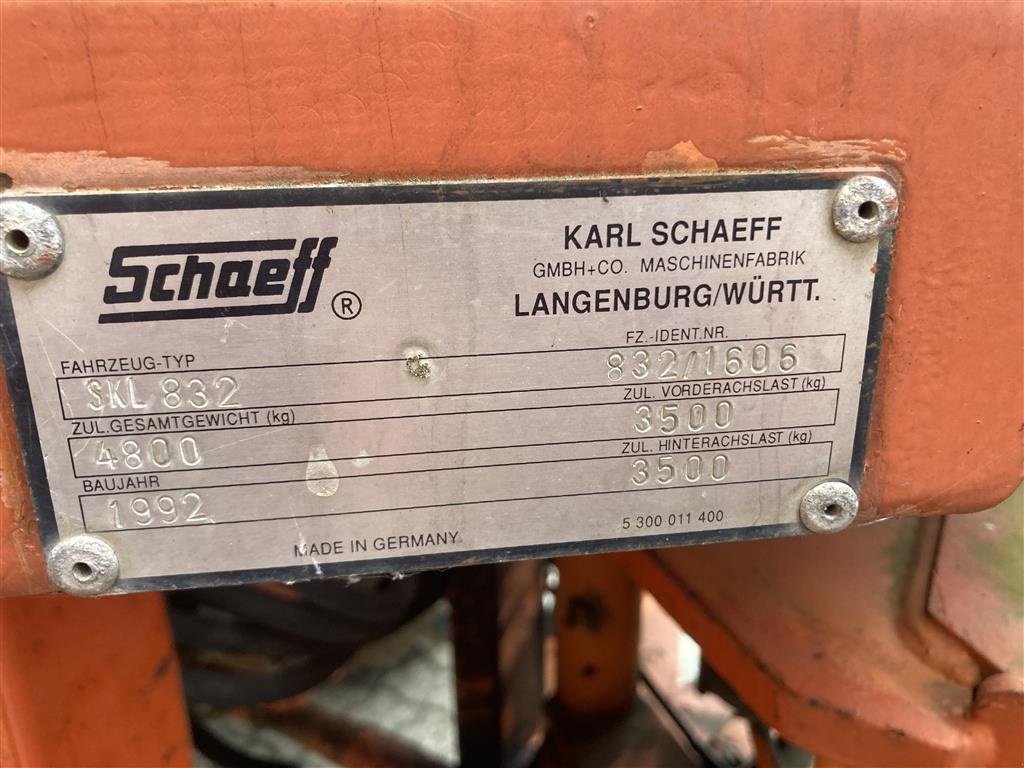 Schaeff ®
KARL SCHAEFF
GMBH+CO. MASCHINENFABRIK
LANGENBURG/WÜRTT.
FAHRZEUG-TYP
FZ.-IDENT.NR.
SKL 832
832/1606
ZUL.GESAMTGEWICHT (kg)
ZUL. VORDERACHSLAST (kg)
4800
3500
BAUJAHR
ZUL. HINTERACHSLAST (kg)
1992
3500
MADE IN GERMANY
5 300 011 400